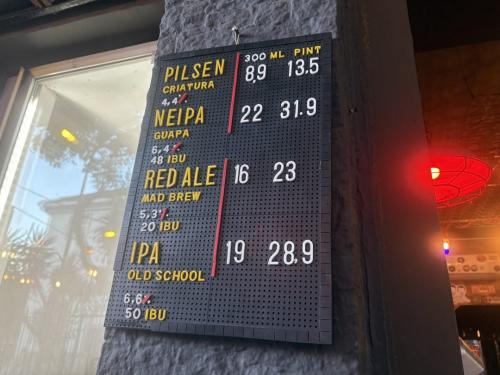 300 ML PINT
PILSEN 8,9 13.5
CRIATURA
4,4%
NEIPA 22 31.9
GUAPA
6,4%
48 IBU
RED ALE 16 23
MAD BREW
5,3%
20 IBU
IPA 19 28,9
OLD SCHOOL
6,6%
50 IBU